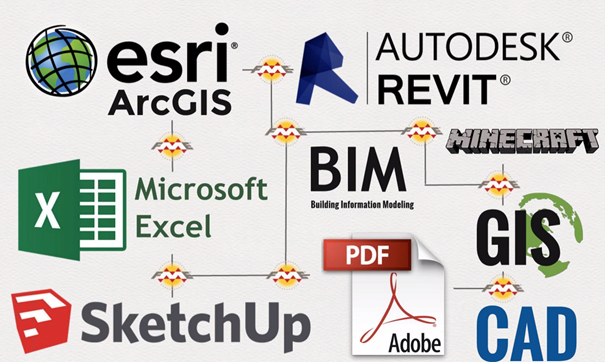 esri®
ArcGIS
AUTODESK®
REVIT®
MINECRAFT
X
Microsoft
Excel
BIM
Building Information Modeling
GIS
PDF
Adobe
SketchUp
CAD